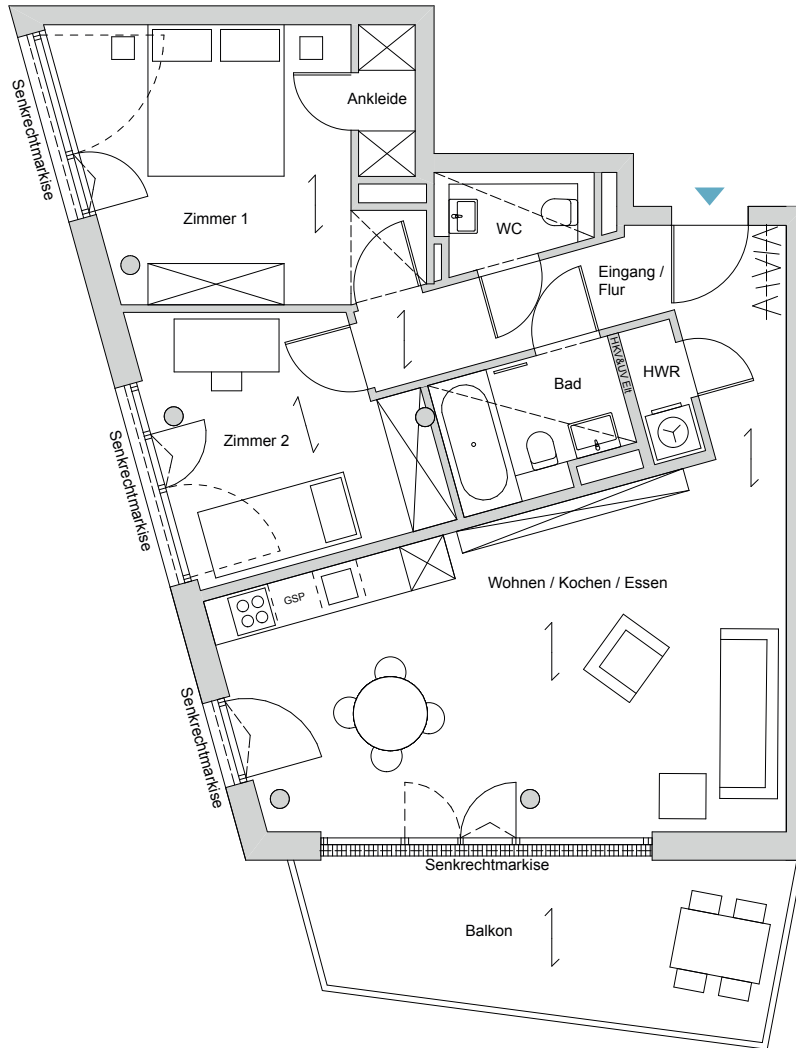 Senkrechtmarkise
Ankleide
Zimmer 1
WC
Eingang /
Flur
HKV&UV Elt
HWR
Bad
Senkrechtmarkise
Zimmer 2
Wohnen / Kochen / Essen
GSP
Senkrechtmarkise
Senkrechtmarkise
Balkon